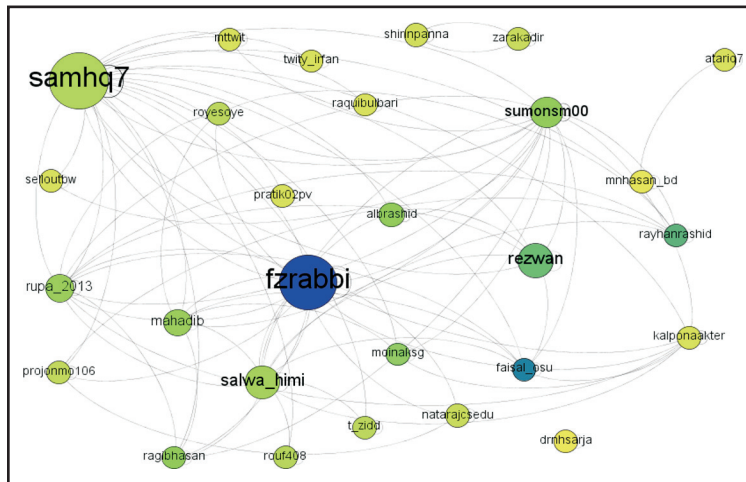 mttwit
shirinpanna
zarakadir
twity_irfan
atariq7
samhq7
raquibulbari
royesoye
sumonsm00
selloutbw
mnhasan_bd
pratik02pv
albrashid
rayhanrashid
rezwan
fzrabbi
rupa_2013
mahadib
kalponaakter
moinaksg
projonmo106
faisal_osu
salwa_himi
natarajcsedu
t_zidd
drnhsarja
ragibhasan
rouf408